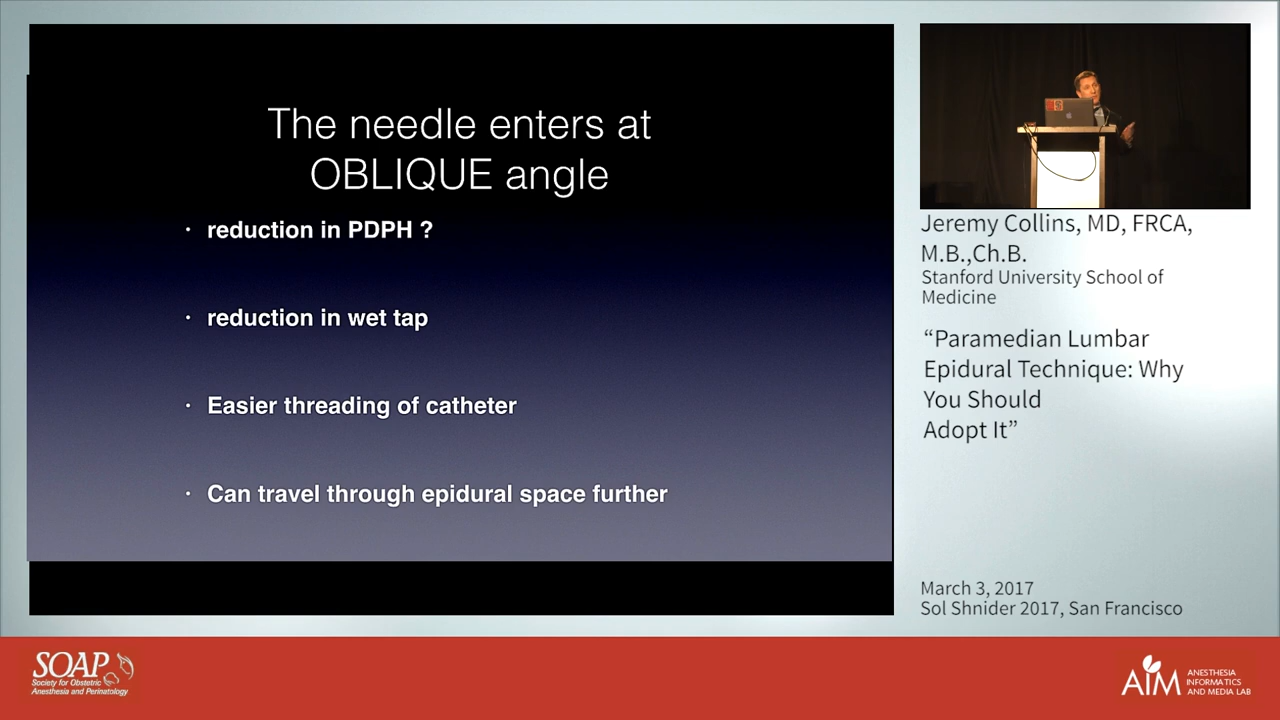 The needle enters at
OBLIQUE angle
· reduction in PDPH ?
· reduction in wet tap
· Easier threading of catheter
· Can travel through epidural space further
Jeremy Collins, MD, FRCA,
M.B.,Ch.B.
Stanford University School of
Medicine
“Paramedian Lumbar
Epidural Technique: Why
You Should
Adopt It”
March 3, 2017
Sol Shnider 2017, San Francisco
SOAP
Society for Obstetric
Anesthesia and Perinatology
AIM
ANESTHESIA
INFORMATICS
AND MEDIA LAB